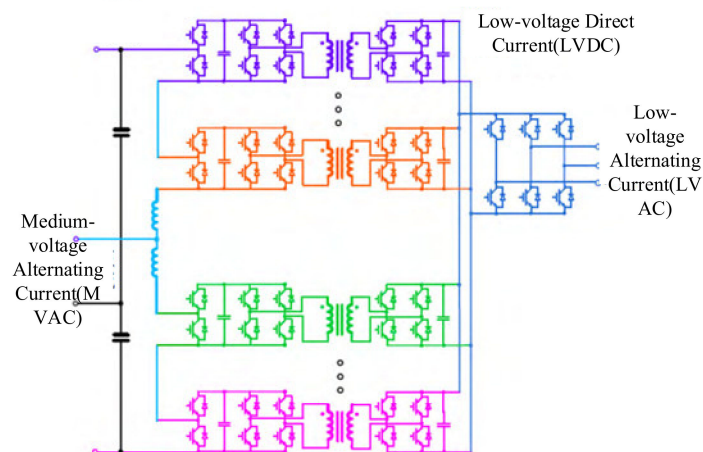 Low-voltage Direct
Current(LVDC)
Low-
voltage
Alternating
Current(LV
AC)
Medium-
voltage
Alternating
Current(M
VAC)